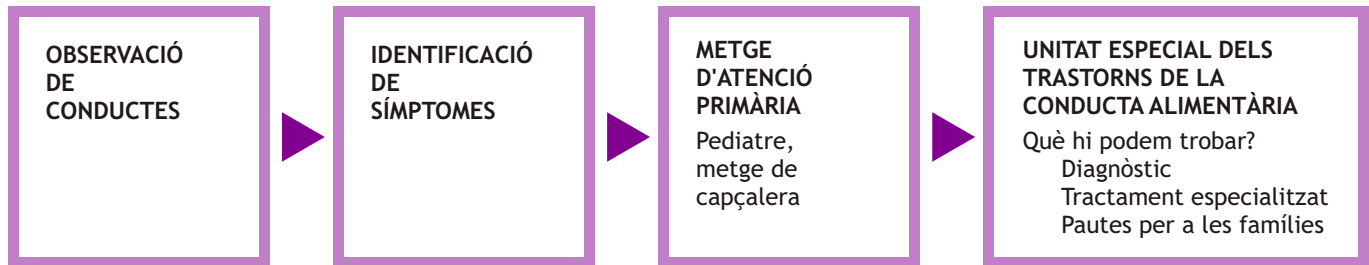 OBSERVACIÓ
DE
CONDUCTES
IDENTIFICACIÓ
DE
SÍMPTOMES
METGE
D'ATENCIÓ
PRIMÀRIA
Pediatre,
metge de
capçalera
UNITAT ESPECIAL DELS
TRASTORNS DE LA
CONDUCTA ALIMENTÀRIA
Què hi podem trobar?
Diagnòstic
Tractament especialitzat
Pautes per a les famílies